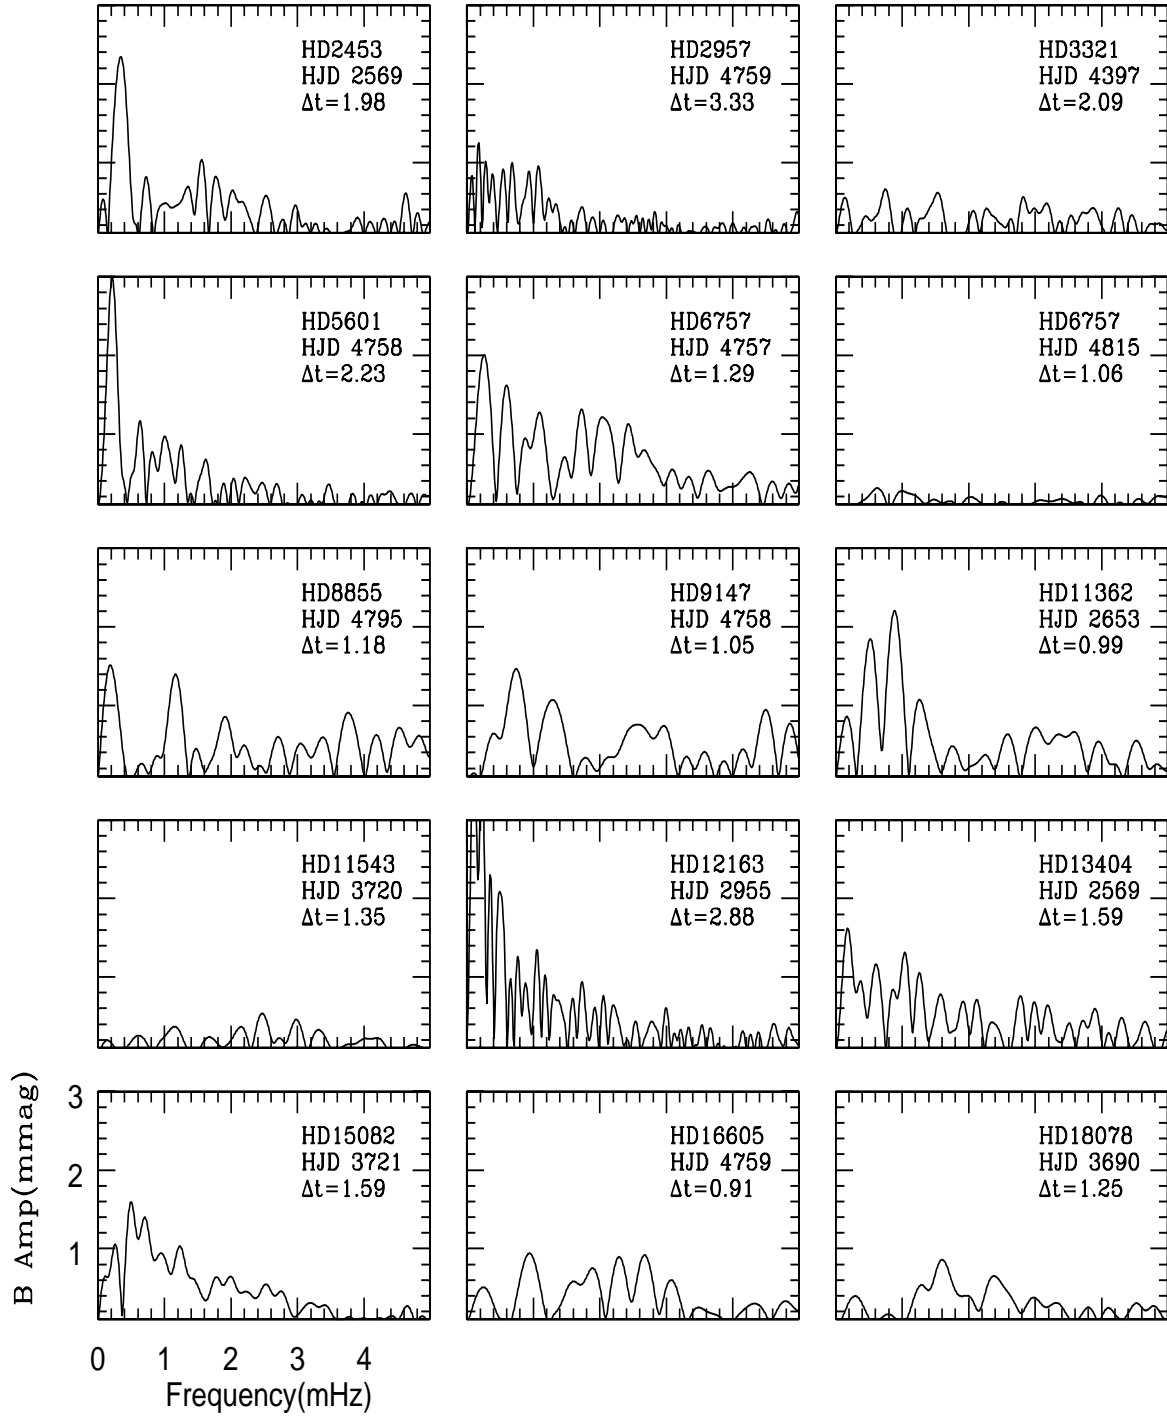 HD2453
HJD 2569
Δt=1.98
HD2957
HJD 4759
Δt=3.33
HD3321
HJD 4397
Δt=2.09
HD5601
HJD 4758
Δt=2.23
HD6757
HJD 4757
Δt=1.29
HD6757
HJD 4815
Δt=1.06
HD8855
HJD 4795
Δt=1.18
HD9147
HJD 4758
Δt=1.05
HD11362
HJD 2653
Δt=0.99
HD11543
HJD 3720
Δt=1.35
HD12163
HJD 2955
Δt=2.88
HD13404
HJD 2569
Δt=1.59
B Amp(mmag)
3
2
1
HD15082
HJD 3721
Δt=1.59
HD16605
HJD 4759
Δt=0.91
HD18078
HJD 3690
Δt=1.25
0 1 2 3 4
Frequency(mHz)